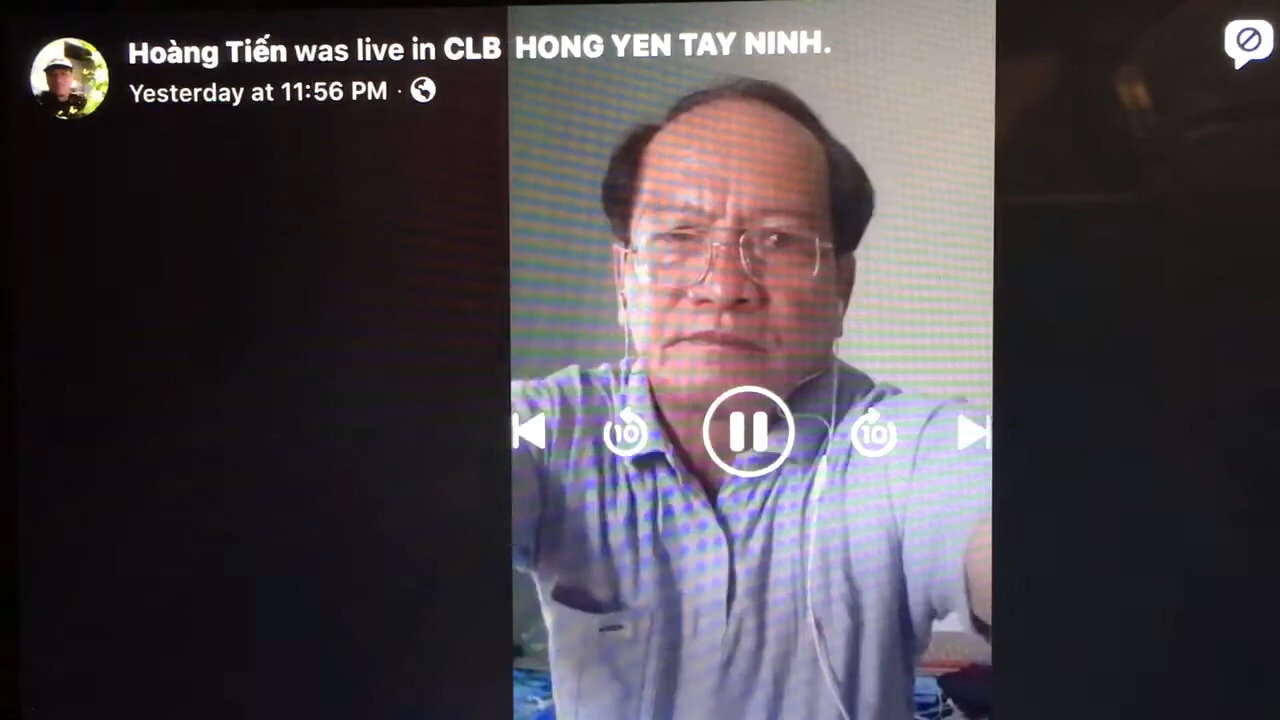 Hoàng Tiến was live in CLB HONG YEN TAY NINH.
Yesterday at 11:56 PM ·
10
10